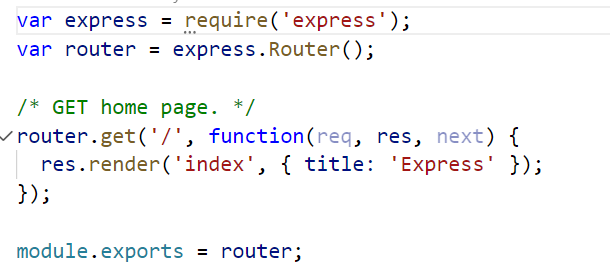 var express = require('express');
var router = express.Router();
/* GET home page. */
router.get('/', function(req, res, next) {
res.render('index', { title: 'Express' });
});
module.exports = router;